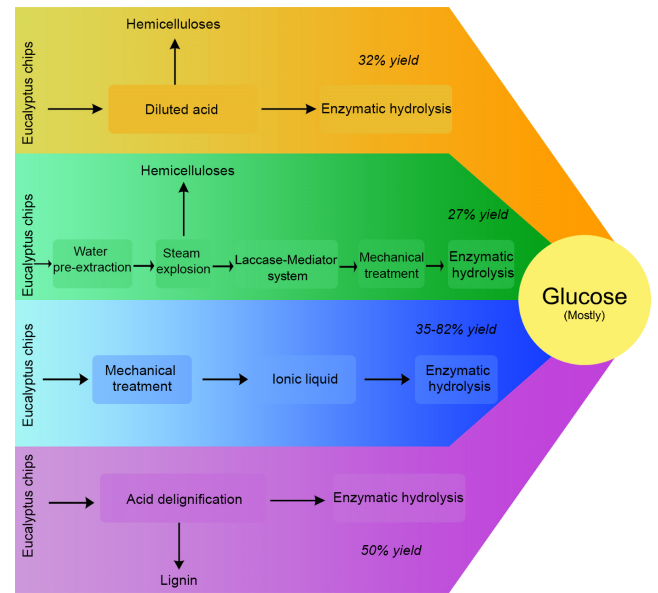 Eucalyptus chips
Hemicelluloses
32% yield
Diluted acid
Enzymatic hydrolysis
Eucalyptus chips
Hemicelluloses
27% yield
Water
pre-extraction
Steam
explosion
Laccase-Mediator
system
Mechanical
treatment
Enzymatic
hydrolysis
Eucalyptus chips
35-82% yield
Mechanical
treatment
Ionic liquid
Enzymatic
hydrolysis
Eucalyptus chips
Acid delignification
Enzymatic hydrolysis
50% yield
Lignin
Glucose
(Mostly)